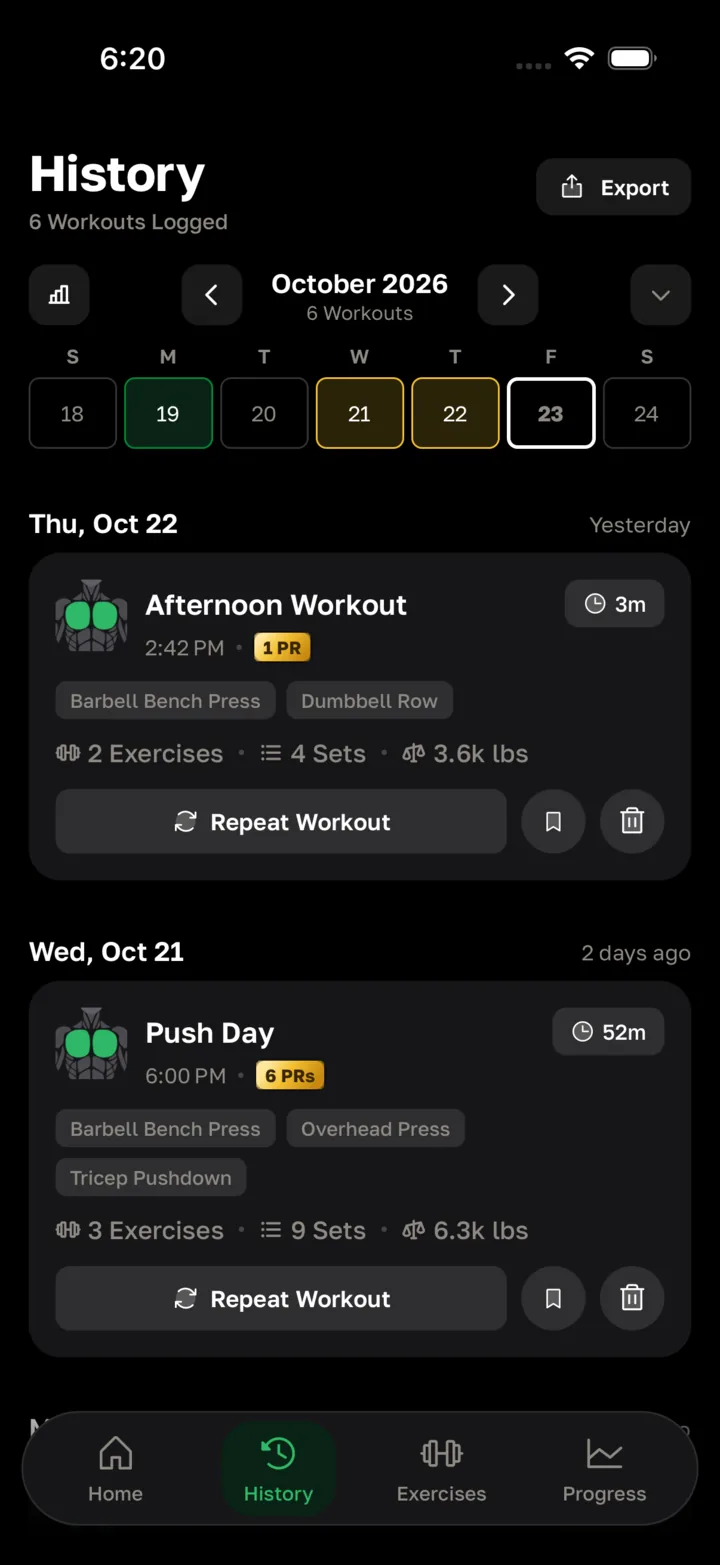 6:20
History
Export
6 Workouts Logged
October 2026
6 Workouts
S M T W T F S
18 19 20 21 22 23 24
Thu, Oct 22 Yesterday
Afternoon Workout 3m
2:42 PM • 1 PR
Barbell Bench Press Dumbbell Row
2 Exercises • 4 Sets • 3.6k lbs
Repeat Workout
Wed, Oct 21 2 days ago
Push Day 52m
6:00 PM • 6 PRs
Barbell Bench Press Overhead Press
Tricep Pushdown
3 Exercises • 9 Sets • 6.3k lbs
Repeat Workout
Home History Exercises Progress